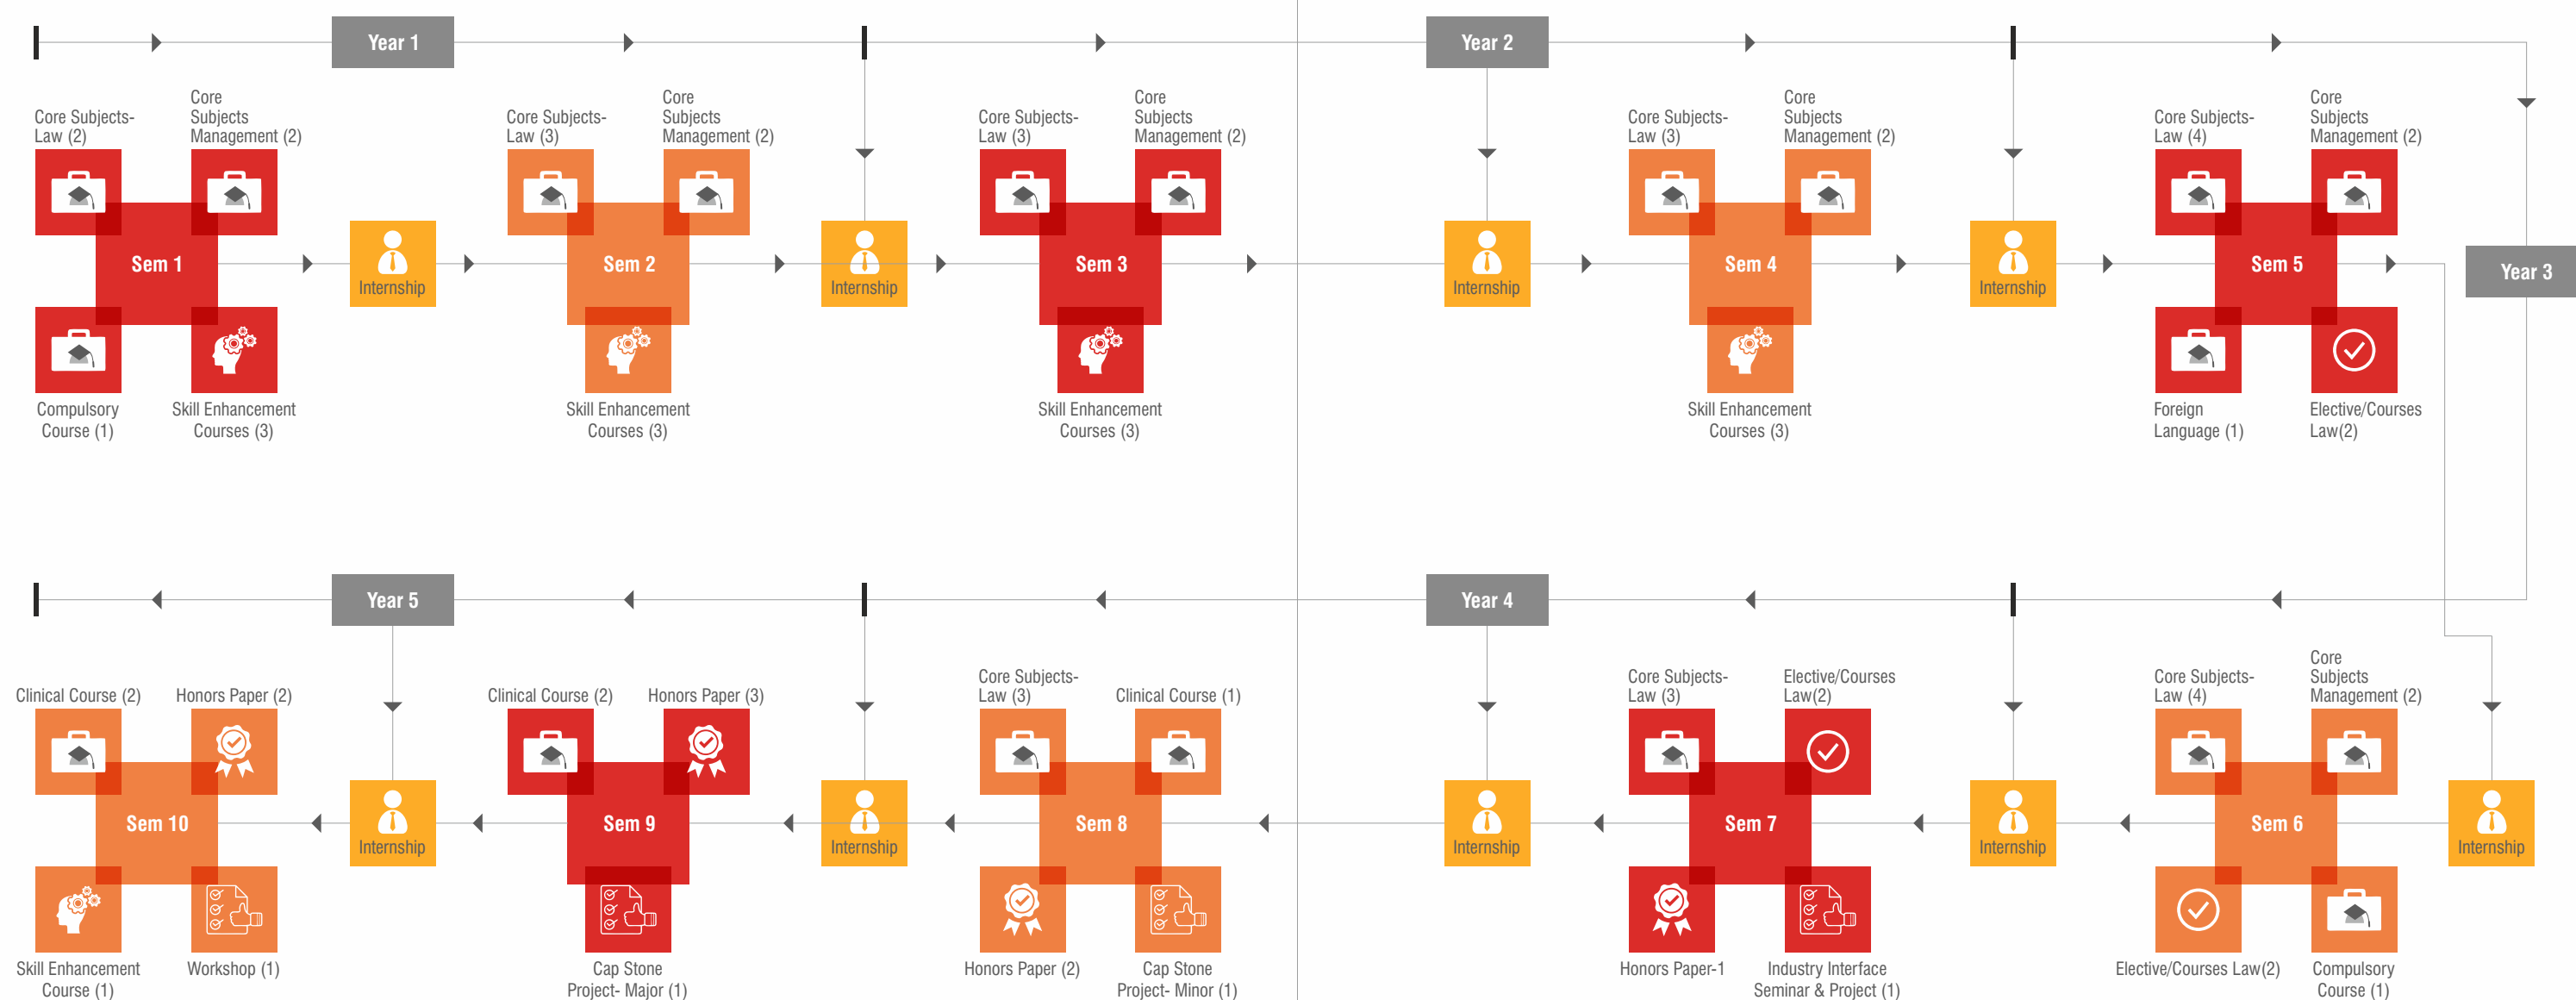 Year 1
Year 2
Core Subjects-
Law (2)
Core
Subjects
Management (2)
Core Subjects-
Law (3)
Core
Subjects
Management (2)
Core Subjects-
Law (3)
Core
Subjects
Management (2)
Core Subjects-
Law (3)
Core
Subjects
Management (2)
Core Subjects-
Law (4)
Core
Subjects
Management (2)
Sem 1
Internship
Sem 2
Internship
Sem 3
Internship
Sem 4
Internship
Sem 5
Year 3
Compulsory
Course (1)
Skill Enhancement
Courses (3)
Skill Enhancement
Courses (3)
Skill Enhancement
Courses (3)
Skill Enhancement
Courses (3)
Foreign
Language (1)
Elective/Courses
Law(2)
Year 5
Year 4
Clinical Course (2)
Honors Paper (2)
Clinical Course (2)
Honors Paper (3)
Core Subjects-
Law (3)
Clinical Course (1)
Core Subjects-
Law (3)
Elective/Courses
Law(2)
Core Subjects-
Law (4)
Core
Subjects
Management (2)
Sem 10
Internship
Sem 9
Internship
Sem 8
Internship
Sem 7
Internship
Sem 6
Internship
Skill Enhancement
Course (1)
Workshop (1)
Cap Stone
Project- Major (1)
Honors Paper (2)
Cap Stone
Project- Minor (1)
Honors Paper-1
Industry Interface
Seminar & Project (1)
Elective/Courses Law(2)
Compulsory
Course (1)